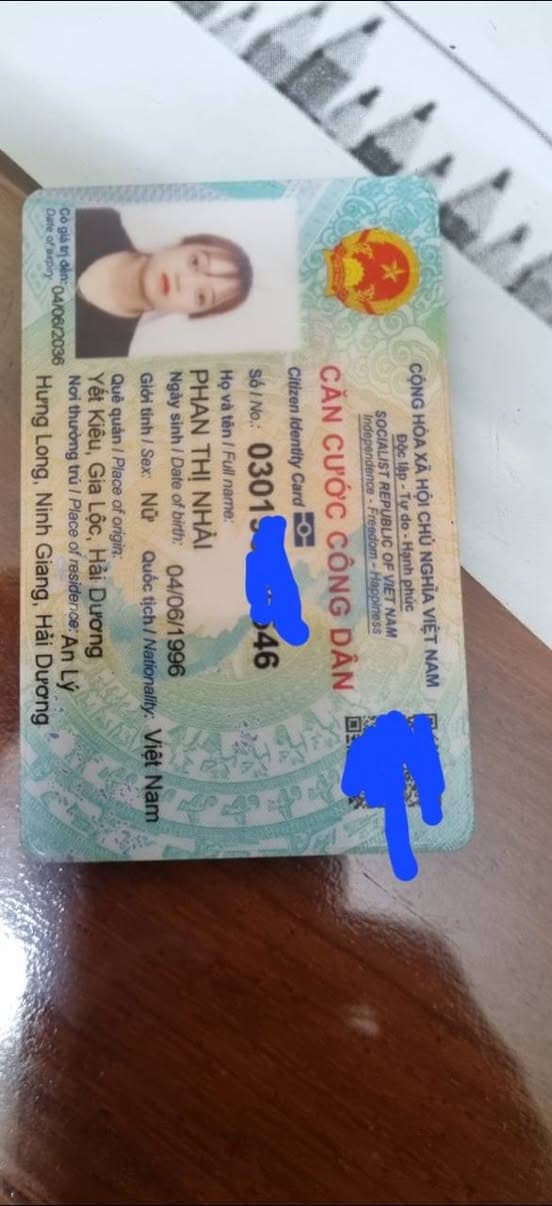 CỘNG HÒA XÃ HỘI CHỦ NGHĨA VIỆT NAM
Độc lập - Tự do - Hạnh phúc
SOCIALIST REPUBLIC OF VIET NAM
Independence - Freedom - Happiness
CĂN CƯỚC CÔNG DÂN
Citizen Identity Card
Số / No.: 0301 46
Họ và tên / Full name:
PHẠN THỊ NHÀI
Ngày sinh / Date of birth: 04/06/1996
Giới tính / Sex: Nữ Quốc tịch / Nationality: Việt Nam
Quê quán / Place of origin:
Yết Kiêu, Gia Lộc, Hải Dương
Nơi thường trú / Place of residence: An Lý
Hưng Long, Ninh Giang, Hải Dương
Có giá trị đến: 04/06/2036
Date of expiry